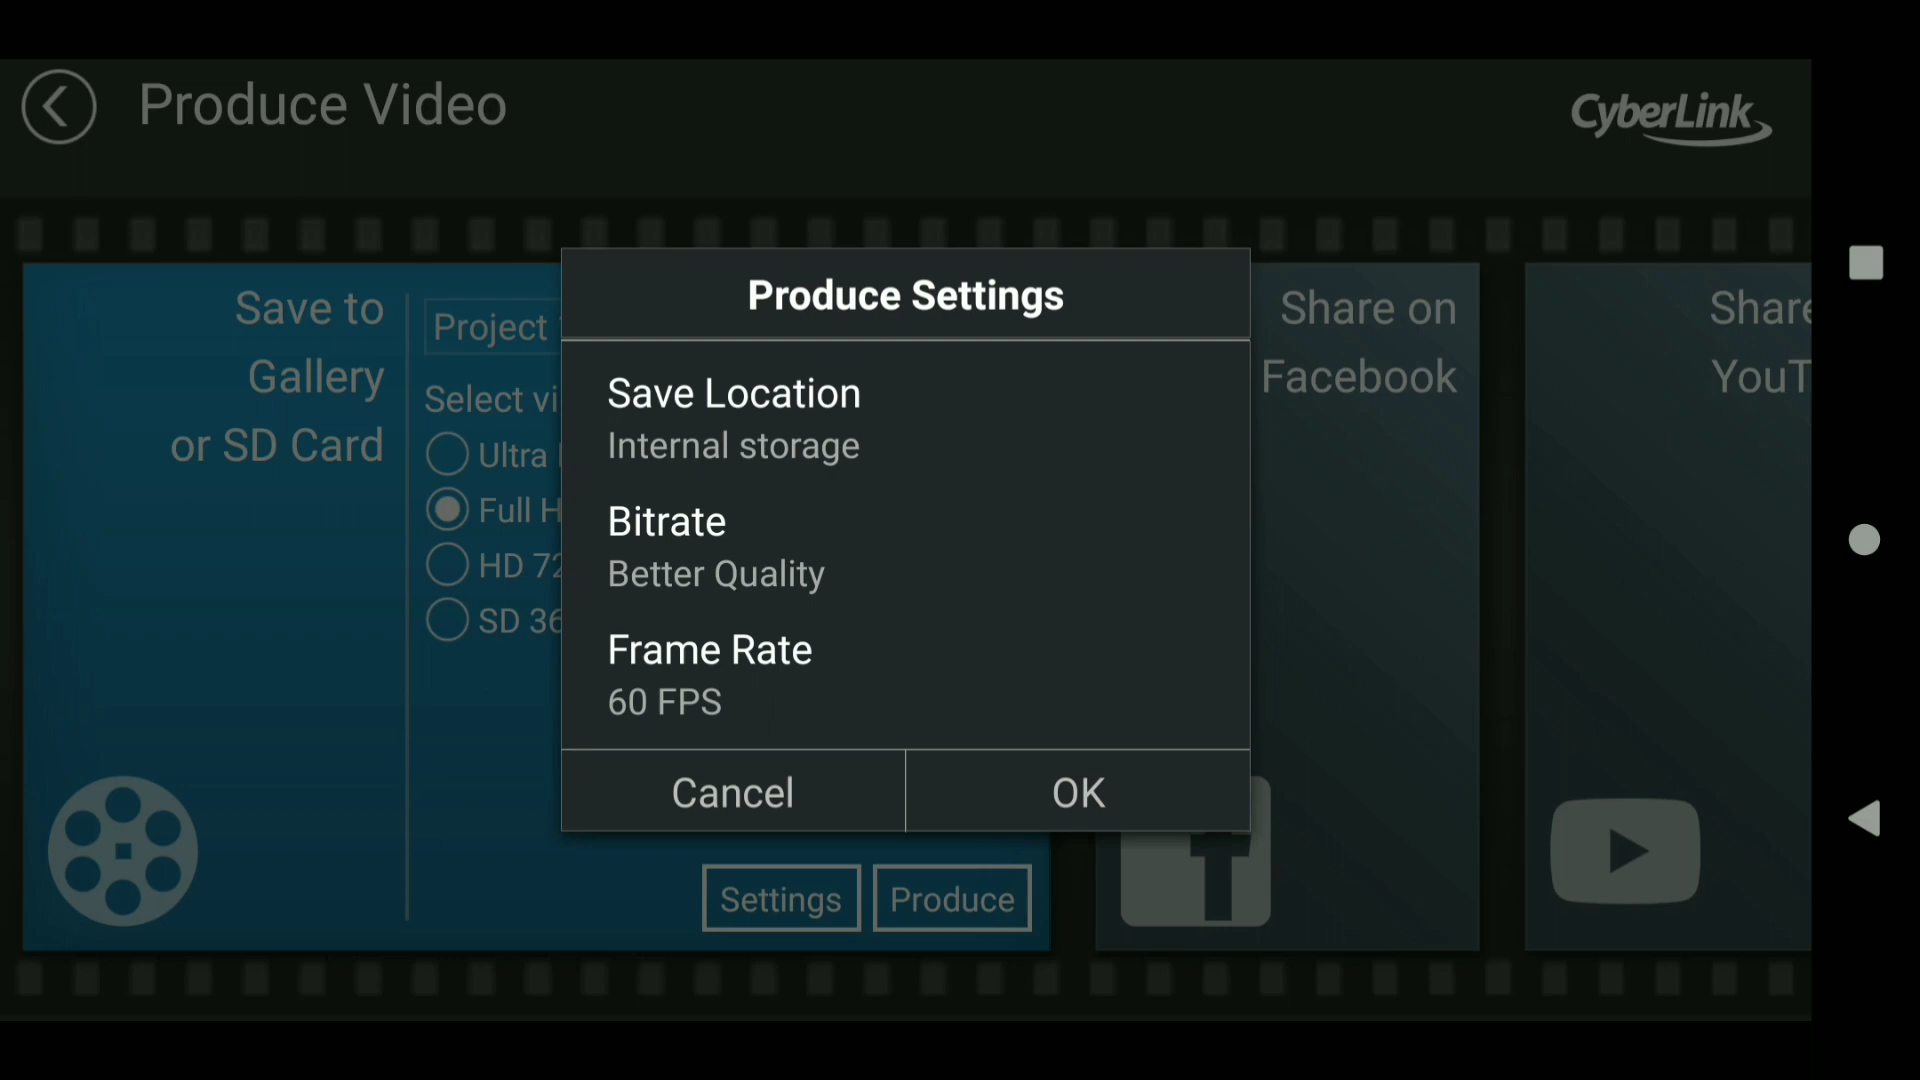 Produce Video
CyberLink
Save to
Gallery
or SD Card
Project
Select vi
Ultra
Full H
HD 72
SD 36
Settings
Produce
Produce Settings
Save Location
Internal storage
Bitrate
Better Quality
Frame Rate
60 FPS
Cancel
OK
Share on
Facebook
Share
YouT